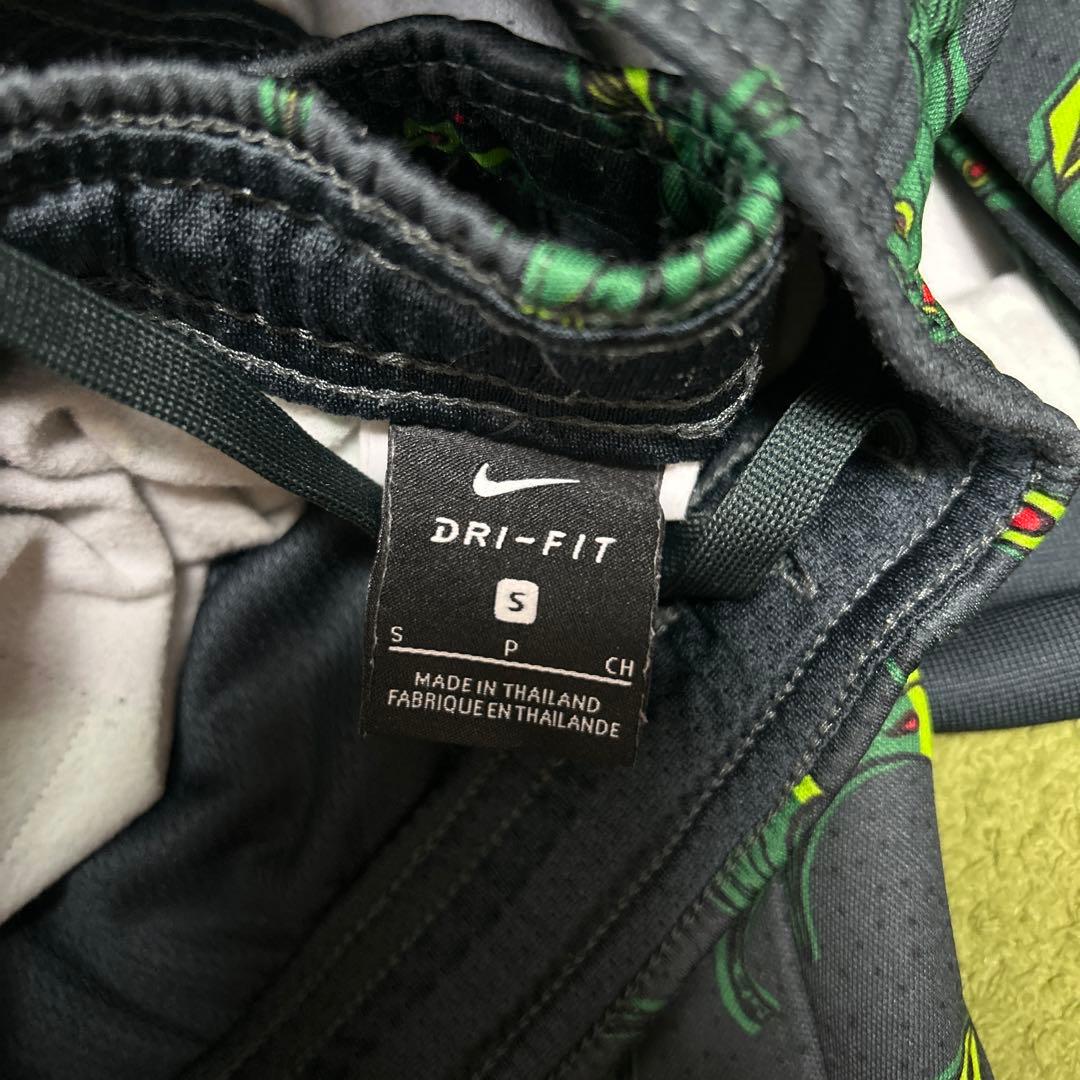 DRI-FIT
S
S P CH
MADE IN THAILAND
FABRIQUE EN THAILANDE